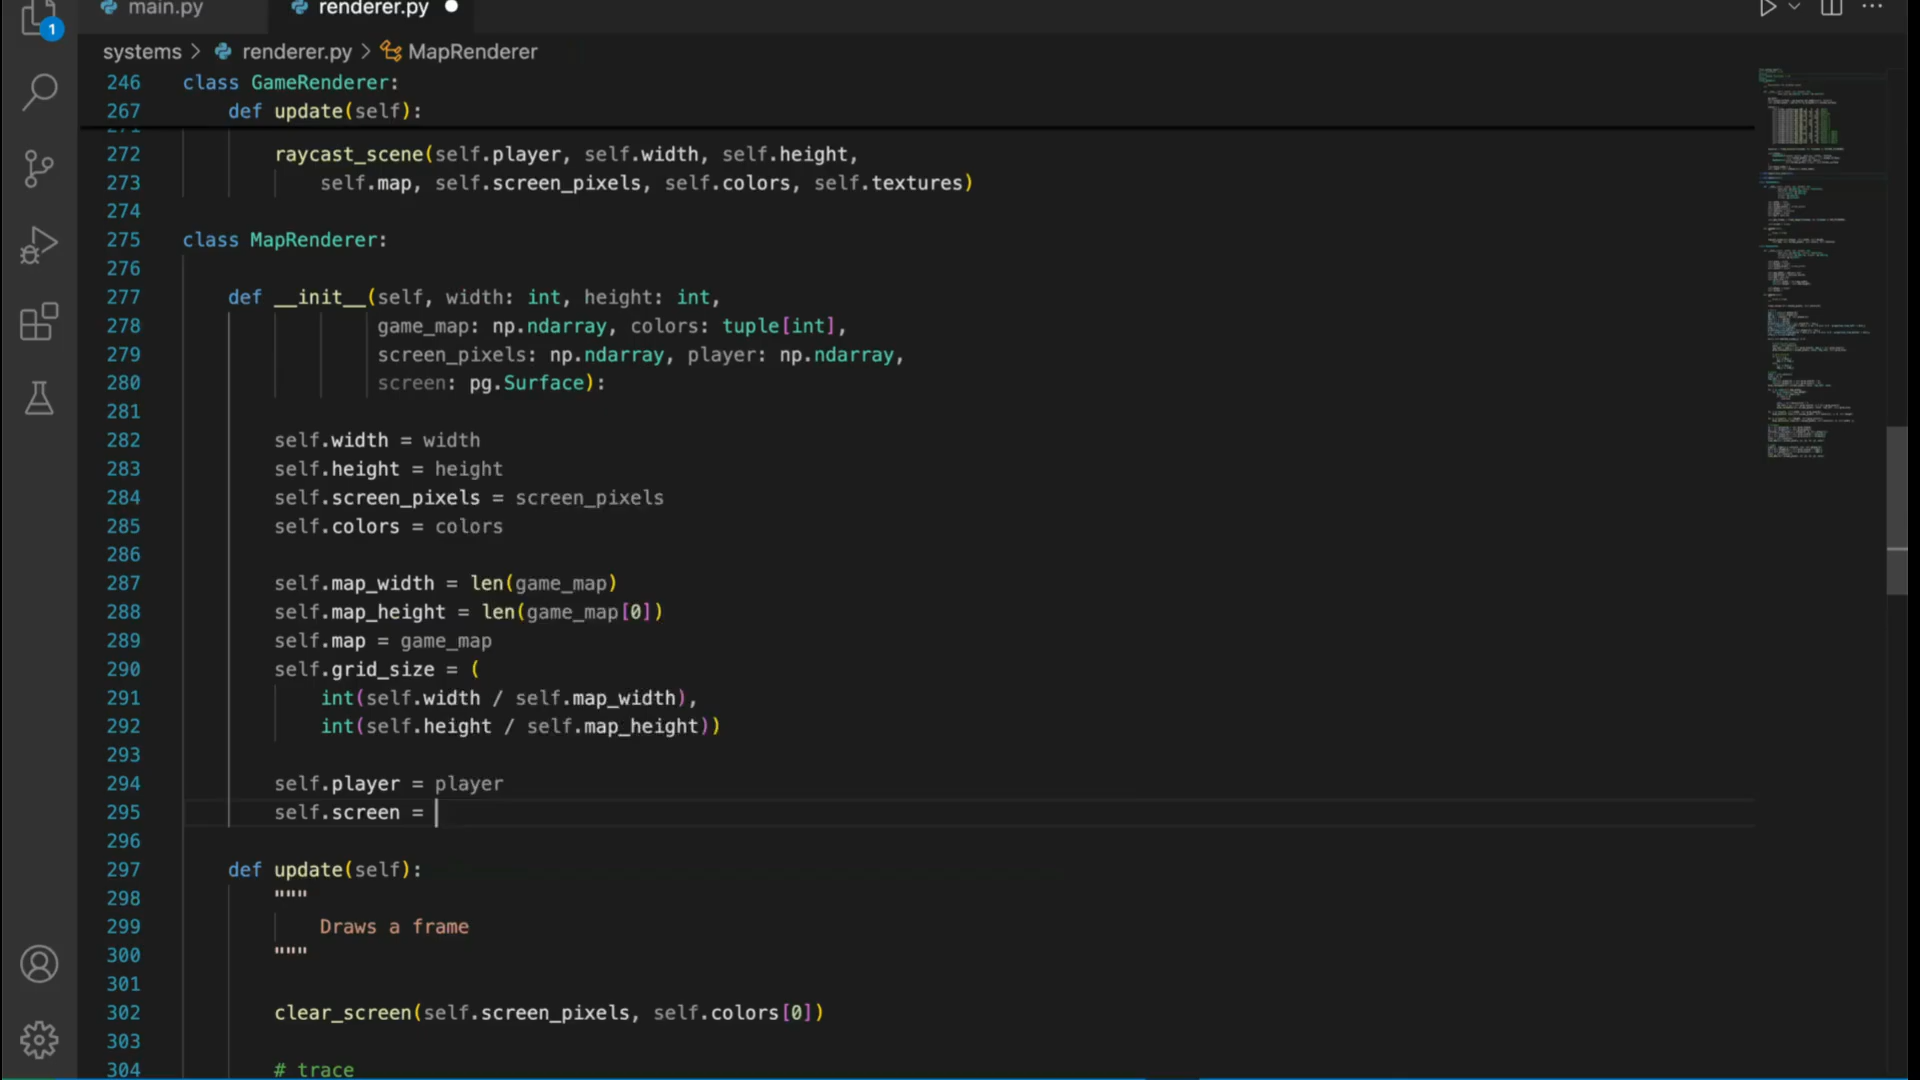 main.py
renderer.py
1
systems > renderer.py > MapRenderer
246 class GameRenderer:
267 def update(self):
271
272 raycast_scene(self.player, self.width, self.height,
273 self.map, self.screen_pixels, self.colors, self.textures)
274
275 class MapRenderer:
276
277 def __init__(self, width: int, height: int,
278 game_map: np.ndarray, colors: tuple[int],
279 screen_pixels: np.ndarray, player: np.ndarray,
280 screen: pg.Surface):
281
282 self.width = width
283 self.height = height
284 self.screen_pixels = screen_pixels
285 self.colors = colors
286
287 self.map_width = len(game_map)
288 self.map_height = len(game_map[0])
289 self.map = game_map
290 self.grid_size = (
291 int(self.width / self.map_width),
292 int(self.height / self.map_height))
293
294 self.player = player
295 self.screen =
296
297 def update(self):
298 """
299 Draws a frame
300 """
301
302 clear_screen(self.screen_pixels, self.colors[0])
303
304 # trace